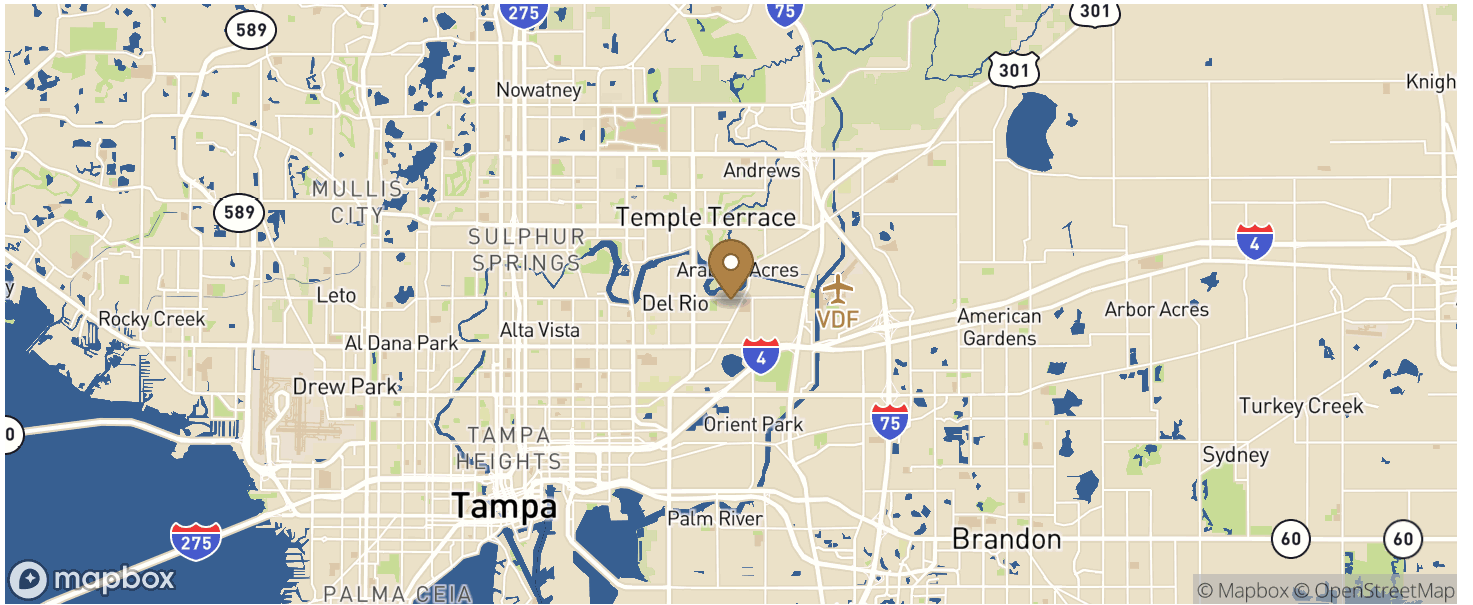 275
75
301
589
301
Knigh
Nowatney
Andrews
MULLIS
CITY
589
Temple Terrace
SULPHUR
SPRINGS
4
Del Rio
Leto
Rocky Creek
VDF
American
Gardens
Arbor Acres
Alta Vista
Al Dana Park
4
Drew Park
Turkey Creek
Orient Park
75
0
TAMPA
HEIGHTS
Sydney
Tampa
Palm River
275
Brandon
60
60
mapbox
PALMA CEIA
© Mapbox © OpenStreetMap